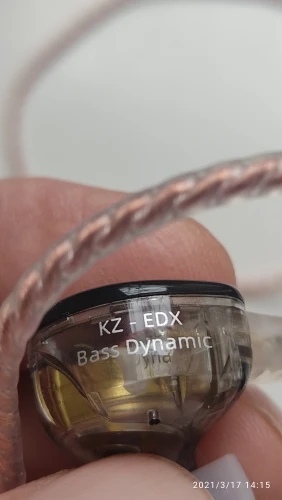 KZ - EDX
Bass Dynamic
2021/3/17 14:15